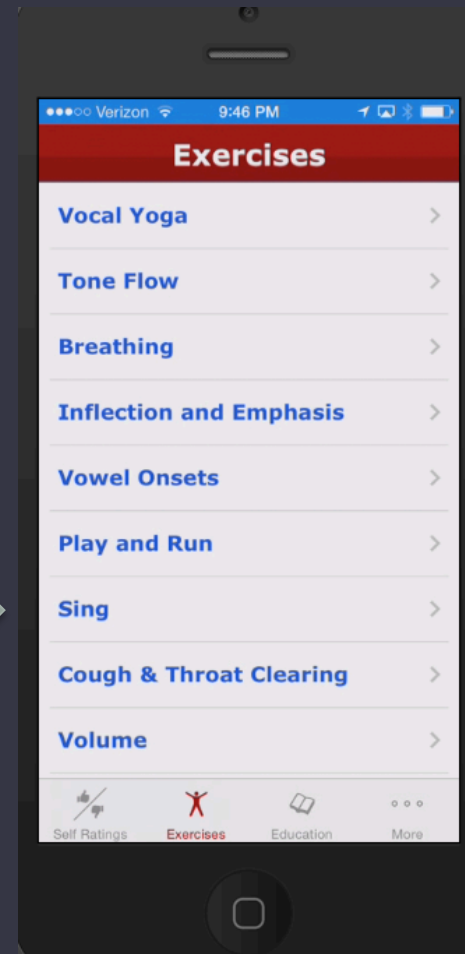 Verizon 9:46 PM
Exercises
Vocal Yoga
Tone Flow
Breathing
Inflection and Emphasis
Vowel Onsets
Play and Run
Sing
Cough & Throat Clearing
Volume
Self Ratings Exercises Education More